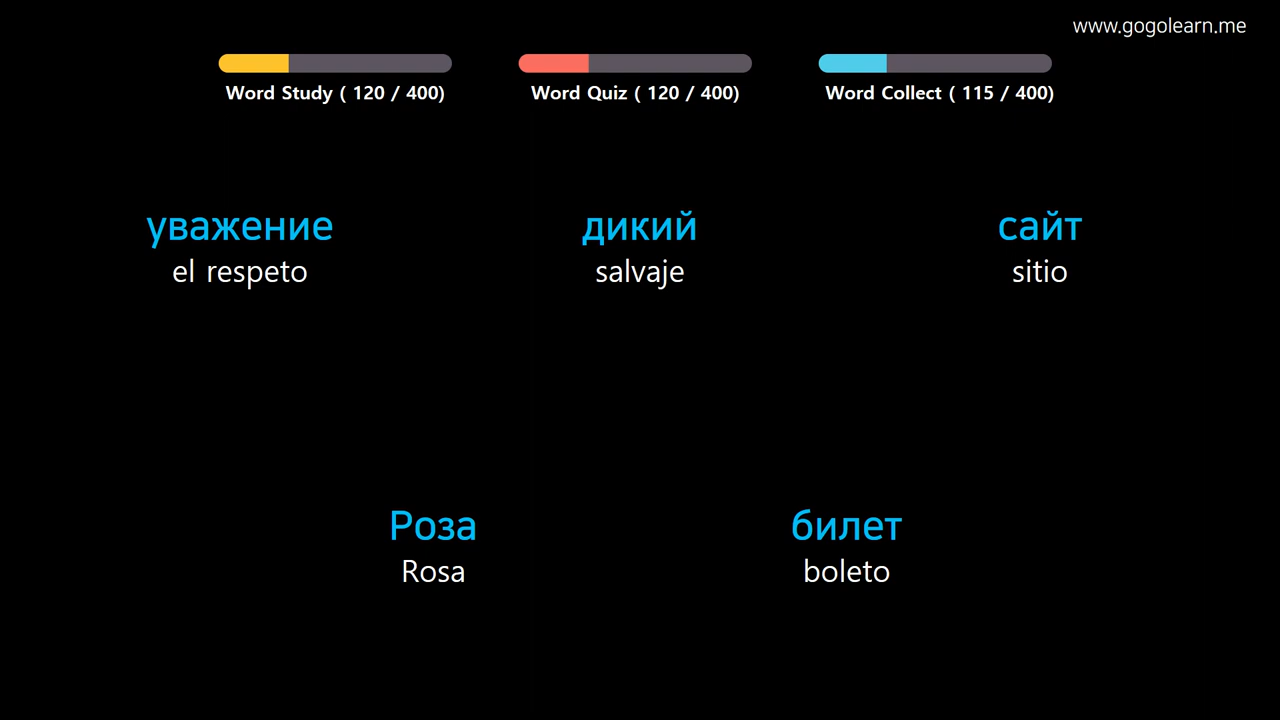 www.gogolearn.me
Word Study ( 120 / 400)
Word Quiz ( 120 / 400)
Word Collect ( 115 / 400)
уважение
el respeto
дикий
salvaje
сайт
sitio
Роза
Rosa
билет
boleto